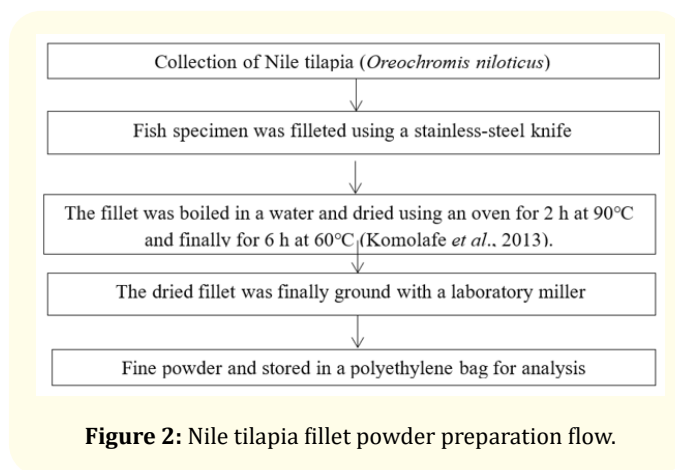 Collection of Nile tilapia (Oreochromis niloticus)
Fish specimen was filleted using a stainless-steel knife
The fillet was boiled in a water and dried using an oven for 2 h at 90°C
and finally for 6 h at 60°C (Komolafe et al., 2013).
The dried fillet was finally ground with a laboratory miller
Fine powder and stored in a polyethylene bag for analysis
Figure 2: Nile tilapia fillet powder preparation flow.